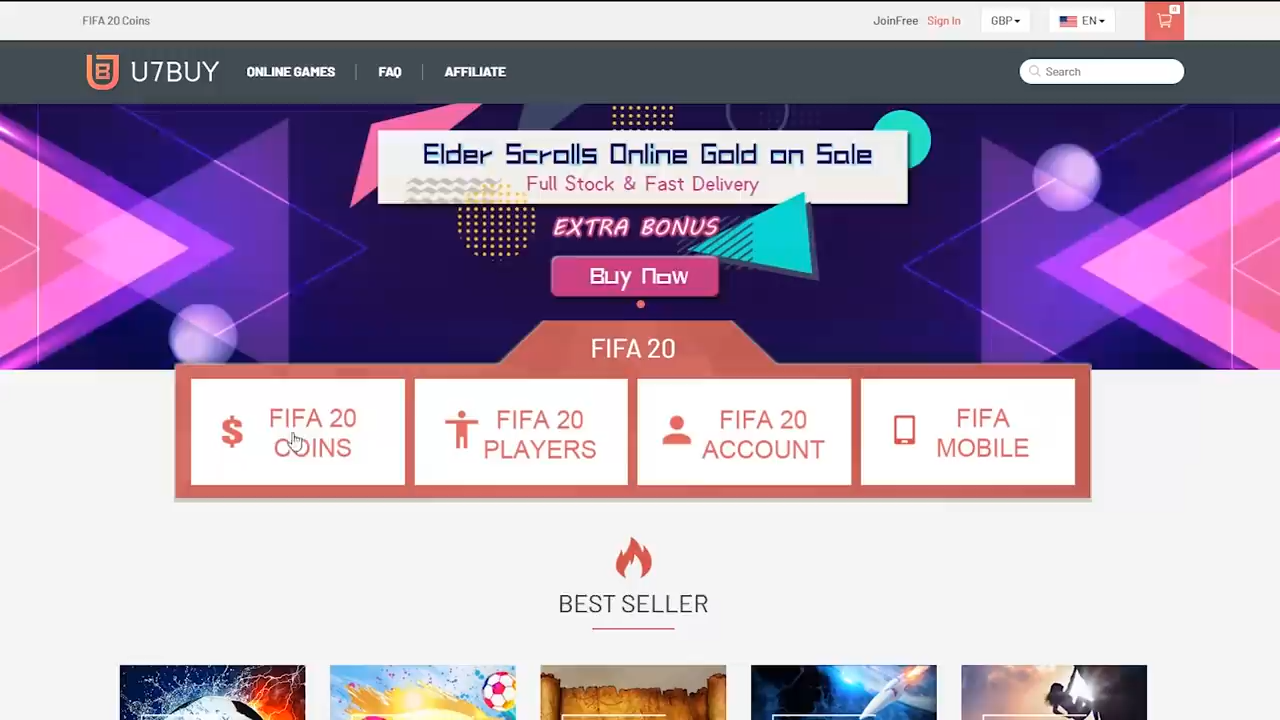 FIFA 20 Coins
JoinFree Sign In GBP EN 0
U7BUY ONLINE GAMES FAQ AFFILIATE Search
Elder Scrolls Online Gold on Sale
Full Stock & Fast Delivery
EXTRA BONUS
Buy Now
FIFA 20
FIFA 20
COINS
FIFA 20
PLAYERS
FIFA 20
ACCOUNT
FIFA
MOBILE
BEST SELLER